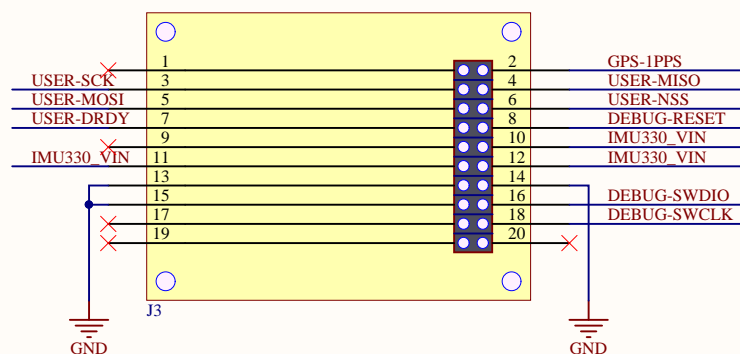 1 2 GPS-1PPS
USER-SCK 3 4 USER-MISO
USER-MOSI 5 6 USER-NSS
USER-DRDY 7 8 DEBUG-RESET
9 10 IMU330_VIN
IMU330_VIN 11 12 IMU330_VIN
13 14
15 16 DEBUG-SWDIO
17 18 DEBUG-SWCLK
19 20
J3
GND GND